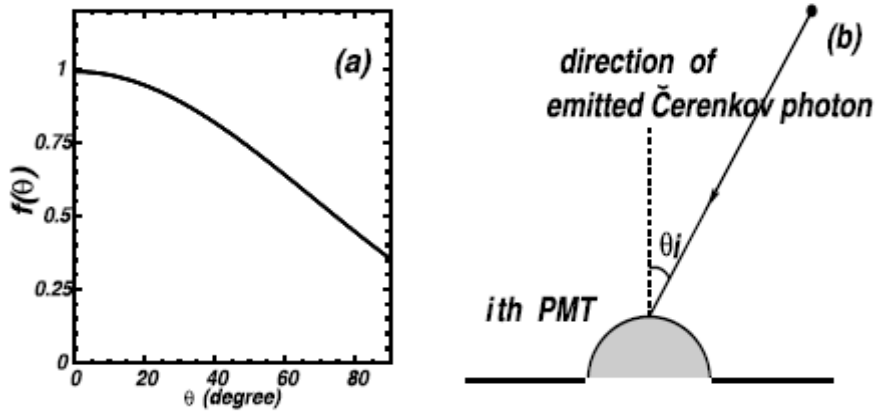 (a)
1
0.75
0.5
0.25
0
f(θ)
0 20 40 60 80
θ (degree)
(b)
direction of
emitted Čerenkov photon
θi
ith PMT